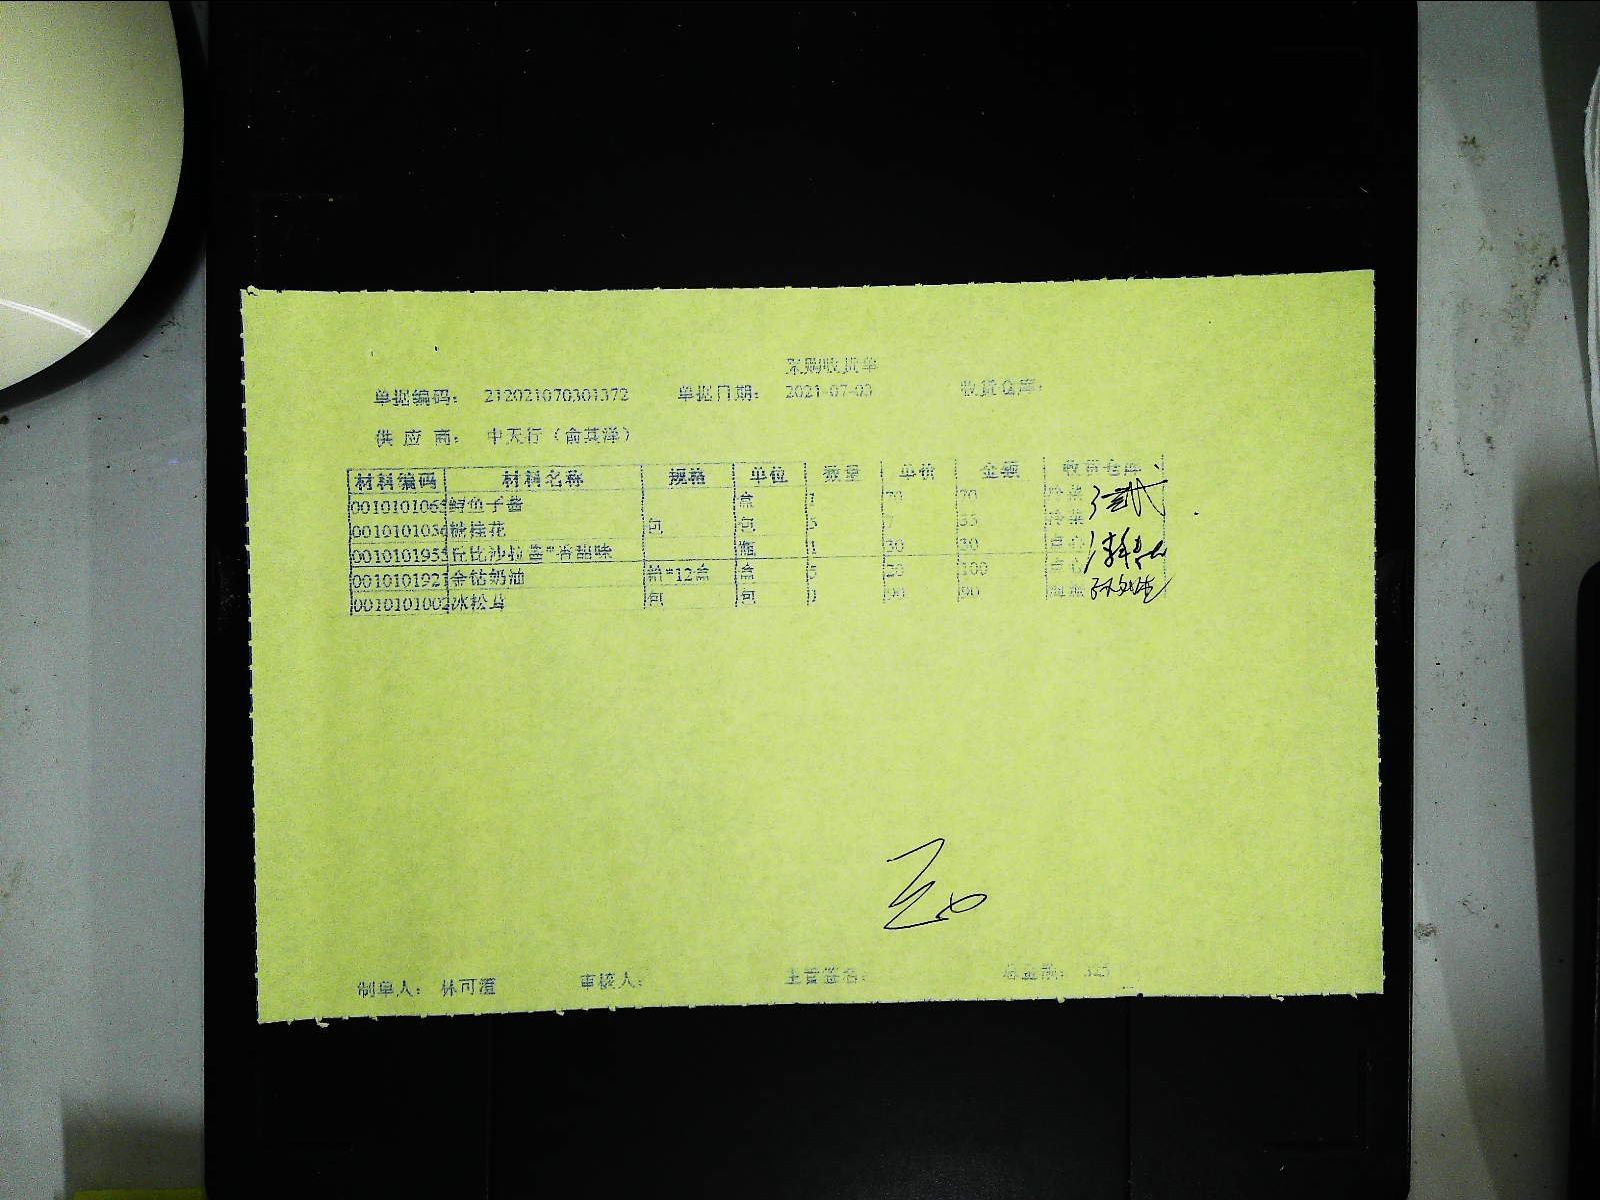 采购收货单
单据编码: 212021070301372 单据日期: 2021-07-03 收货仓库:
供 应 商: 中天行（俞其泽）
材料编码 材料名称 规格 单位 数量 单价 金额 收货仓库
0010101065 鲟鱼子酱 盒 1 70 70 冷菜
0010101036 糖桂花 包 包 5 7 35 冷菜
0010101955 丘比沙拉酱*香甜味 瓶 1 30 30 点心
0010101921 金钻奶油 箱*12盒 盒 5 20 100 点心
0010101002 冰松茸 包 包 1 90 90
制单人: 林可澄 审核人: 主管签名: 总金额: 325